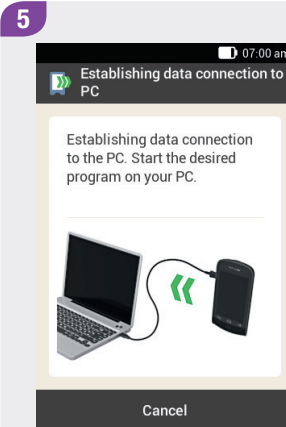 5
07:00 am
Establishing data connection to
PC
Establishing data connection
to the PC. Start the desired
program on your PC.
Cancel